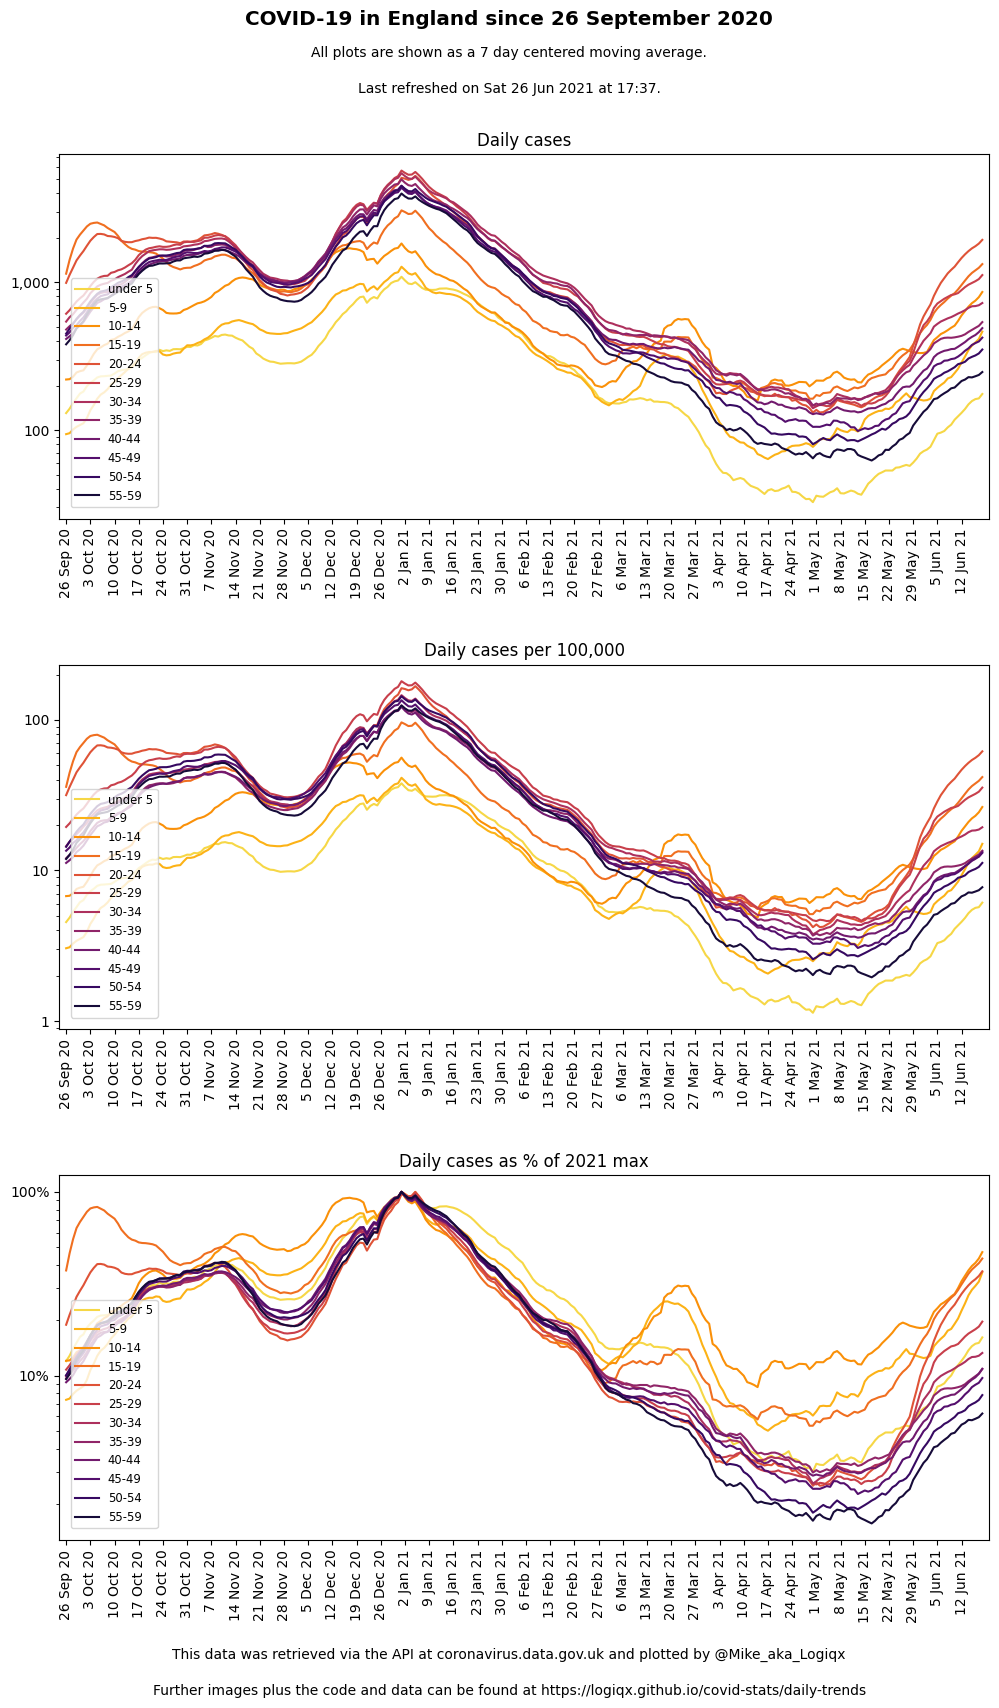 COVID-19 in England since 26 September 2020
All plots are shown as a 7 day centered moving average.
Last refreshed on Sat 26 Jun 2021 at 17:37.
Daily cases
1,000
100
under 5
5-9
10-14
15-19
20-24
25-29
30-34
35-39
40-44
45-49
50-54
55-59
26 Sep 20
3 Oct 20
10 Oct 20
17 Oct 20
24 Oct 20
31 Oct 20
7 Nov 20
14 Nov 20
21 Nov 20
28 Nov 20
5 Dec 20
12 Dec 20
19 Dec 20
26 Dec 20
2 Jan 21
9 Jan 21
16 Jan 21
23 Jan 21
30 Jan 21
6 Feb 21
13 Feb 21
20 Feb 21
27 Feb 21
6 Mar 21
13 Mar 21
20 Mar 21
27 Mar 21
3 Apr 21
10 Apr 21
17 Apr 21
24 Apr 21
1 May 21
8 May 21
15 May 21
22 May 21
29 May 21
5 Jun 21
12 Jun 21
Daily cases per 100,000
100
10
1
under 5
5-9
10-14
15-19
20-24
25-29
30-34
35-39
40-44
45-49
50-54
55-59
26 Sep 20
3 Oct 20
10 Oct 20
17 Oct 20
24 Oct 20
31 Oct 20
7 Nov 20
14 Nov 20
21 Nov 20
28 Nov 20
5 Dec 20
12 Dec 20
19 Dec 20
26 Dec 20
2 Jan 21
9 Jan 21
16 Jan 21
23 Jan 21
30 Jan 21
6 Feb 21
13 Feb 21
20 Feb 21
27 Feb 21
6 Mar 21
13 Mar 21
20 Mar 21
27 Mar 21
3 Apr 21
10 Apr 21
17 Apr 21
24 Apr 21
1 May 21
8 May 21
15 May 21
22 May 21
29 May 21
5 Jun 21
12 Jun 21
Daily cases as % of 2021 max
100%
10%
under 5
5-9
10-14
15-19
20-24
25-29
30-34
35-39
40-44
45-49
50-54
55-59
26 Sep 20
3 Oct 20
10 Oct 20
17 Oct 20
24 Oct 20
31 Oct 20
7 Nov 20
14 Nov 20
21 Nov 20
28 Nov 20
5 Dec 20
12 Dec 20
19 Dec 20
26 Dec 20
2 Jan 21
9 Jan 21
16 Jan 21
23 Jan 21
30 Jan 21
6 Feb 21
13 Feb 21
20 Feb 21
27 Feb 21
6 Mar 21
13 Mar 21
20 Mar 21
27 Mar 21
3 Apr 21
10 Apr 21
17 Apr 21
24 Apr 21
1 May 21
8 May 21
15 May 21
22 May 21
29 May 21
5 Jun 21
12 Jun 21
This data was retrieved via the API at coronavirus.data.gov.uk and plotted by @Mike_aka_Logiqx
Further images plus the code and data can be found at https://logiqx.github.io/covid-stats/daily-trends